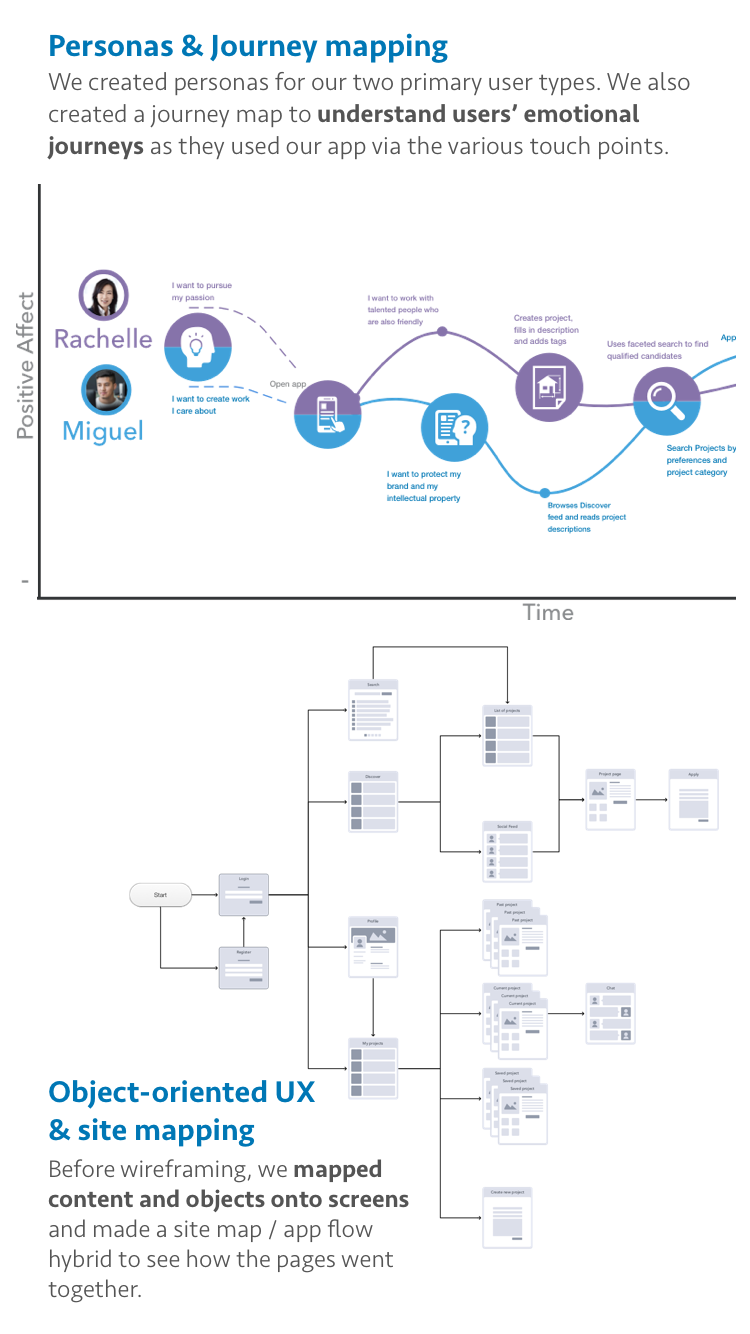 Personas & Journey mapping
We created personas for our two primary user types. We also
created a journey map to understand users’ emotional
journeys as they used our app via the various touch points.
Positive Affect
-
Rachelle
Miguel
I want to pursue
my passion
I want to create work
I care about
Open app
I want to work with
talented people who
are also friendly
I want to protect my
brand and my
intellectual property
Creates project,
fills in description
and adds tags
Browses Discover
feed and reads project
descriptions
Uses faceted search to find
qualified candidates
App
Search Projects by
preferences and
project category
Time
Start
Login
Register
Search
Discover
Profile
My projects
List of projects
Social Feed
Project page
Apply
Past project
Past project
Past project
Current project
Current project
Current project
Chat
Saved project
Saved project
Saved project
Create new project
Object-oriented UX
& site mapping
Before wireframing, we mapped
content and objects onto screens
and made a site map / app flow
hybrid to see how the pages went
together.